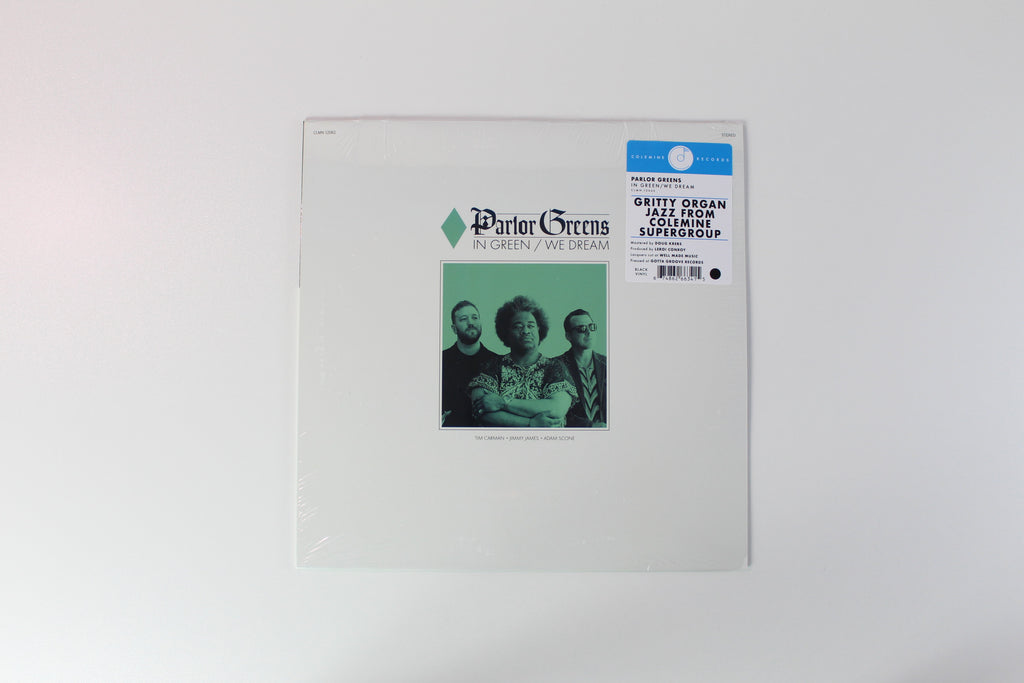 CLMN 12082
STEREO
COLEMINE RECORDS
PARLOR GREENS
IN GREEN/WE DREAM
GRITTY ORGAN
JAZZ FROM
COLEMINE
SUPERGROUP
Mastered by DOUG KREBS
Produced by LEROI CONROY
Lacquers cut at WELL MADE MUSIC
Pressed at GOTTA GROOVE RECORDS
BLACK
VINYL
Parlor Greens
IN GREEN / WE DREAM
TIM CARMAN • JIMMY JAMES • ADAM SCONE